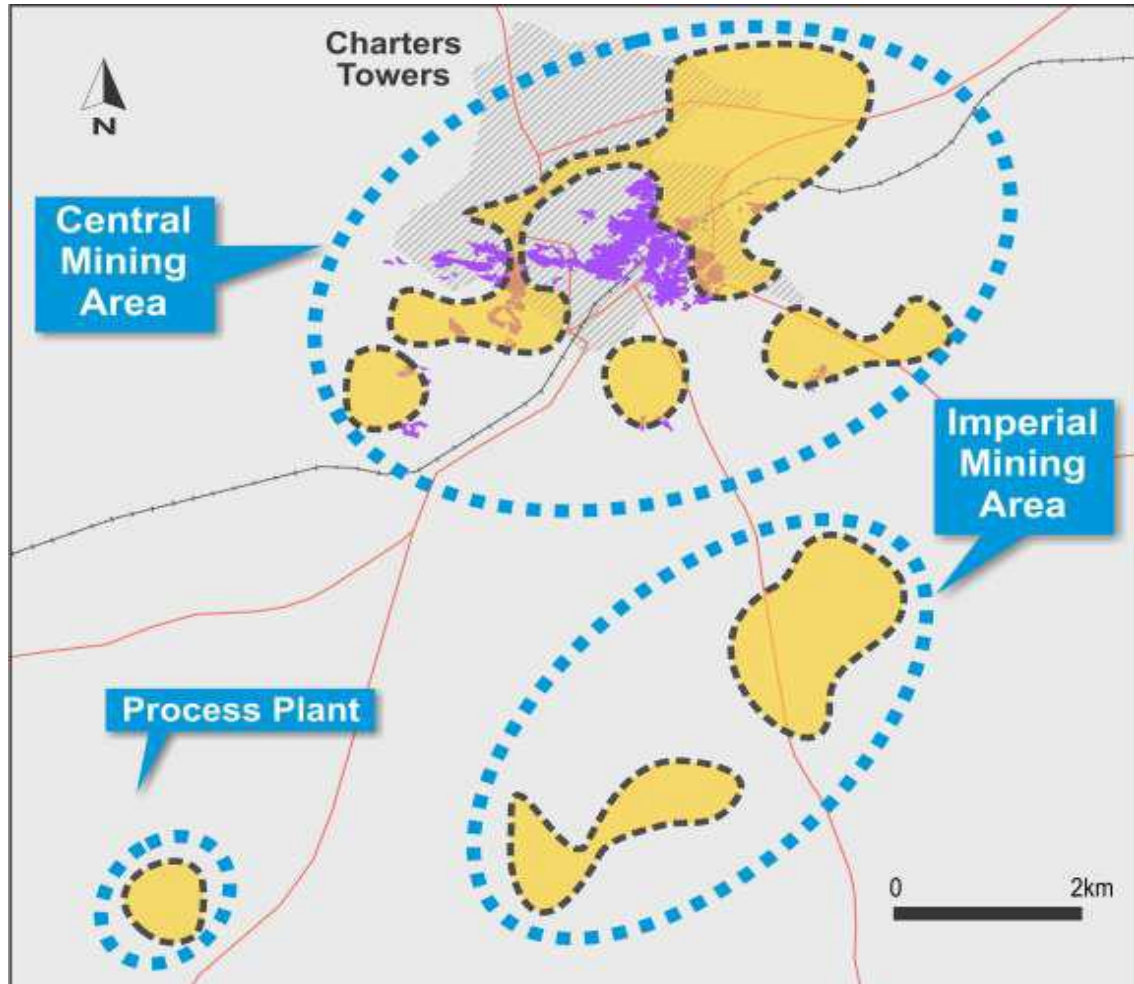 Charters
Towers
N
Central
Mining
Area
Imperial
Mining
Area
Process Plant
0 2km